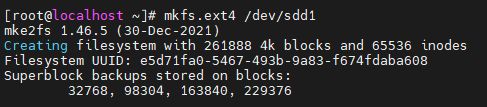 [root@localhost ~]# mkfs.ext4 /dev/sdd1
mke2fs 1.46.5 (30-Dec-2021)
Creating filesystem with 261888 4k blocks and 65536 inodes
Filesystem UUID: e5d71fa0-5467-493b-9a83-f674fdaba608
Superblock backups stored on blocks:
        32768, 98304, 163840, 229376